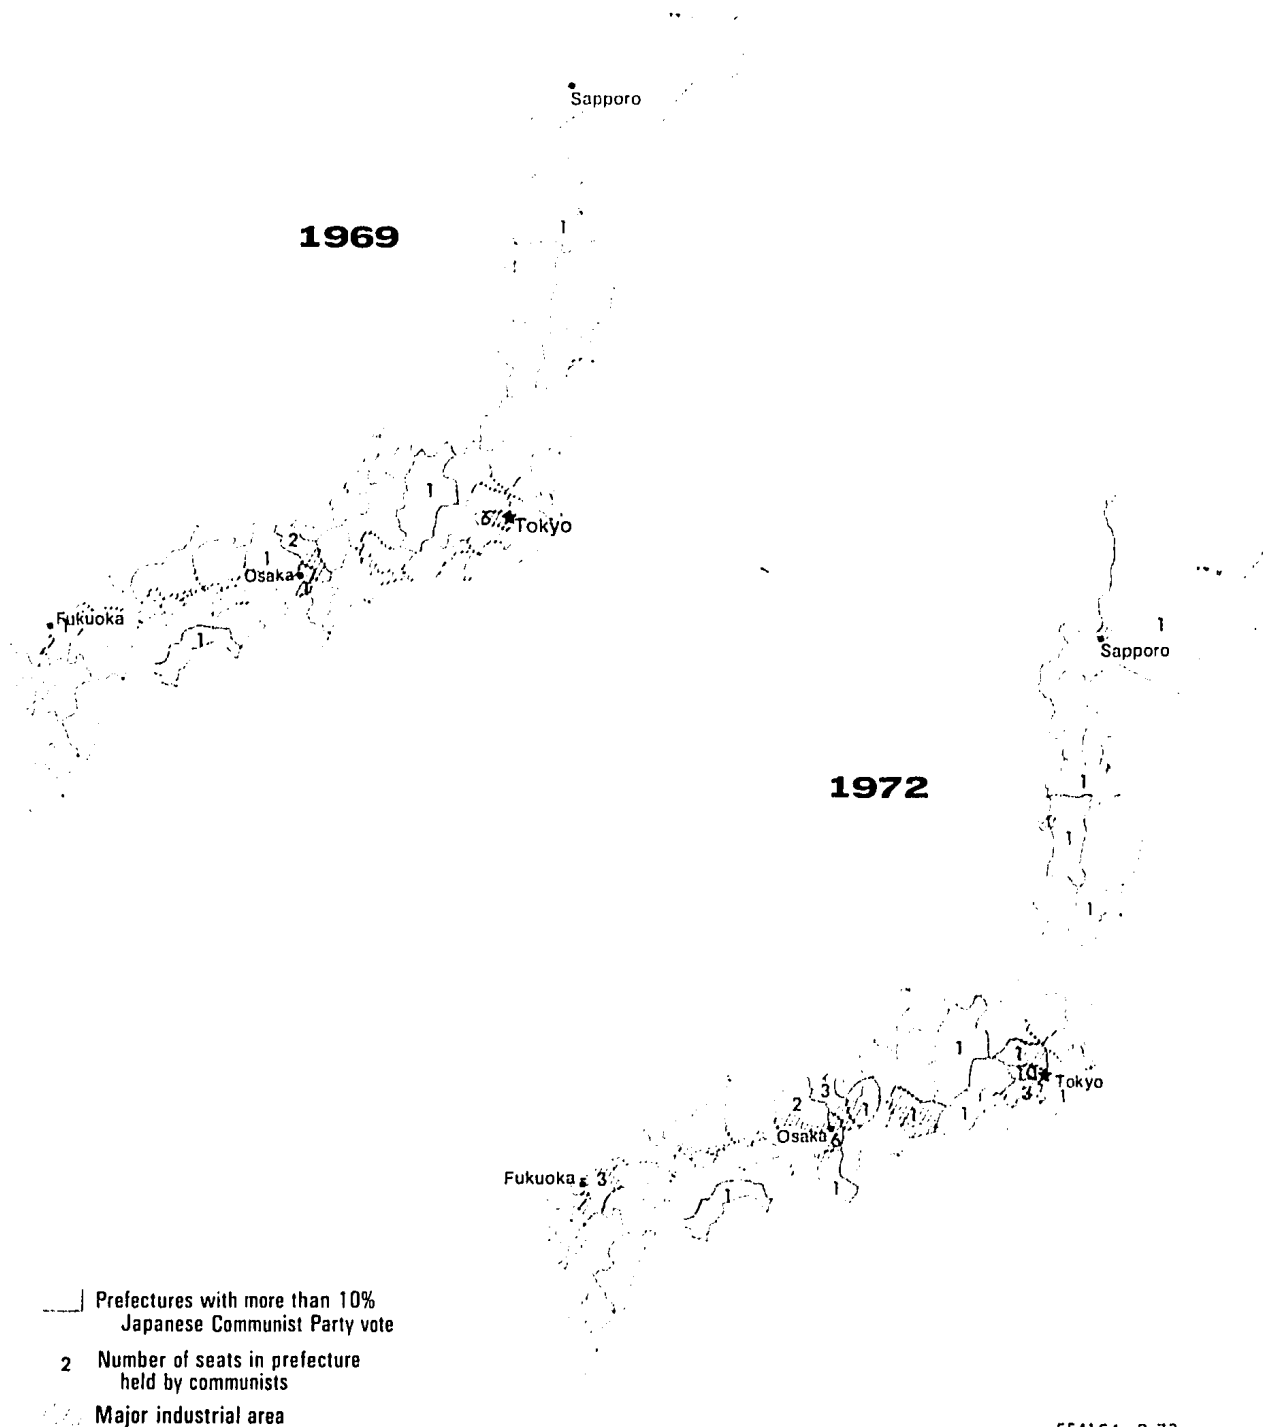 Sapporo
1
1969
1
6
Tokyo
2
1
Osaka
1
Fukuoka
1
1
Sapporo
1972
1
1
1
1
1
10
Tokyo
3
1
3
2
1
1
1
Osaka
6
Fukuoka
3
1
1
Prefectures with more than 10%
Japanese Communist Party vote
2 Number of seats in prefecture
held by communists
Major industrial area